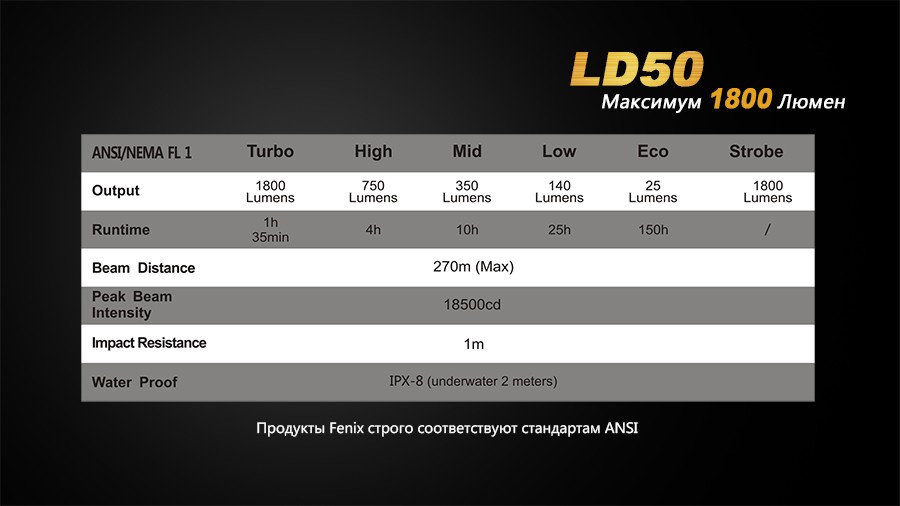 LD50
Максимум 1800 Люмен
ANSI/NEMA FL 1 Turbo High Mid Low Eco Strobe
Output 1800 Lumens 750 Lumens 350 Lumens 140 Lumens 25 Lumens 1800 Lumens
Runtime 1h 35min 4h 10h 25h 150h /
Beam Distance 270m (Max)
Peak Beam Intensity 18500cd
Impact Resistance 1m
Water Proof IPX-8 (underwater 2 meters)
Продукты Fenix строго соответствуют стандартам ANSI